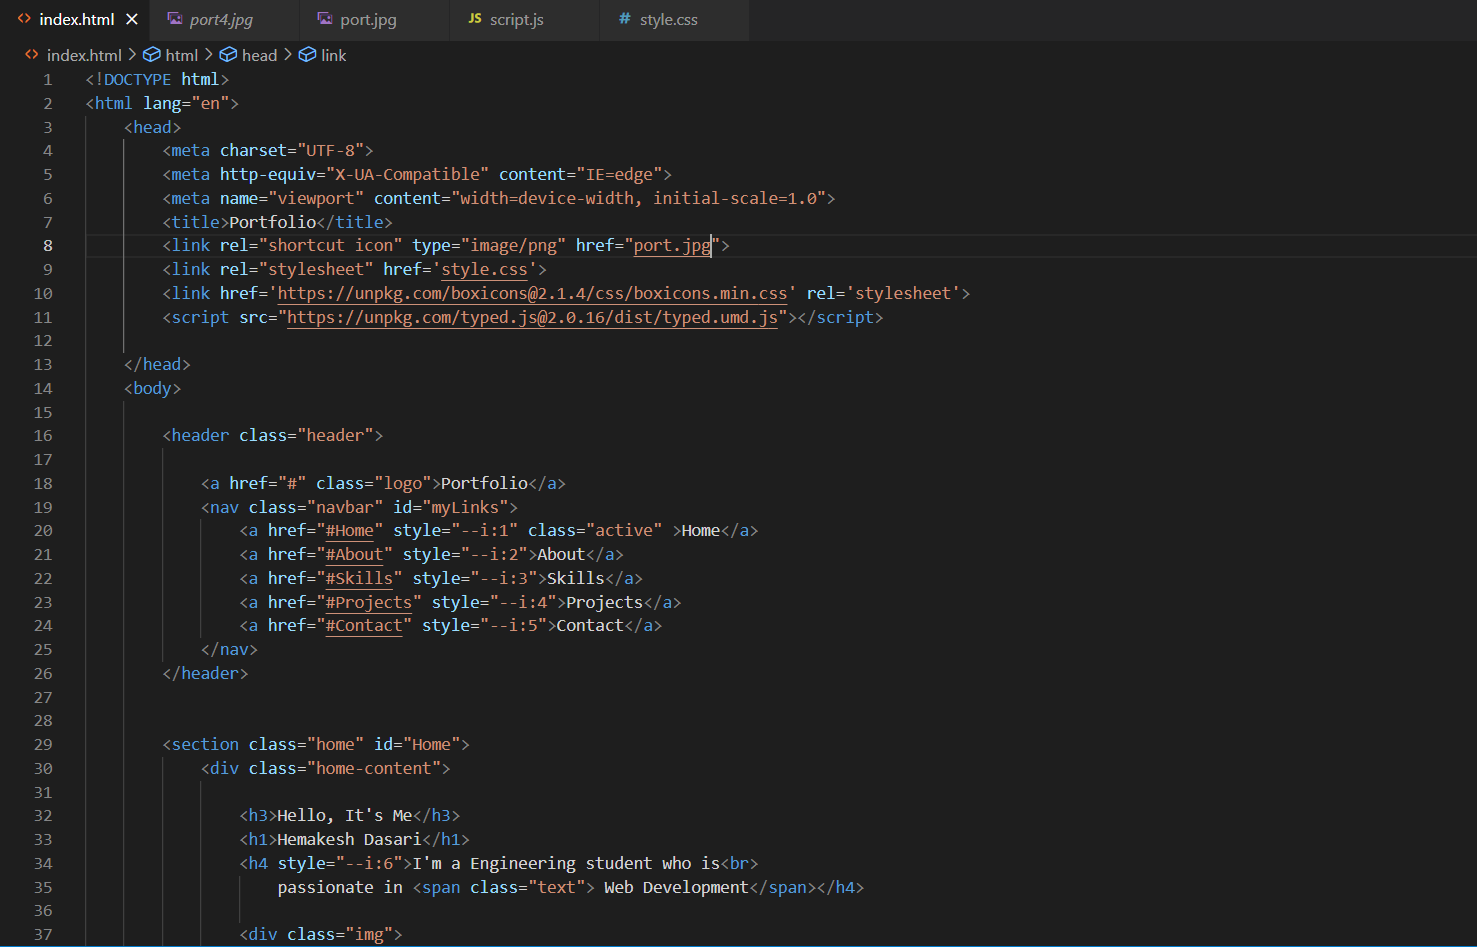 index.html port4.jpg port.jpg JS script.js # style.css
index.html > html > head > link
1 <!DOCTYPE html>
2 <html lang="en">
3 <head>
4 <meta charset="UTF-8">
5 <meta http-equiv="X-UA-Compatible" content="IE=edge">
6 <meta name="viewport" content="width=device-width, initial-scale=1.0">
7 <title>Portfolio</title>
8 <link rel="shortcut icon" type="image/png" href="port.jpg">
9 <link rel="stylesheet" href='style.css'>
10 <link href='https://unpkg.com/boxicons@2.1.4/css/boxicons.min.css' rel='stylesheet'>
11 <script src="https://unpkg.com/typed.js@2.0.16/dist/typed.umd.js"></script>
12
13 </head>
14 <body>
15
16 <header class="header">
17
18 <a href="#" class="logo">Portfolio</a>
19 <nav class="navbar" id="myLinks">
20 <a href="#Home" style="--i:1" class="active" >Home</a>
21 <a href="#About" style="--i:2">About</a>
22 <a href="#Skills" style="--i:3">Skills</a>
23 <a href="#Projects" style="--i:4">Projects</a>
24 <a href="#Contact" style="--i:5">Contact</a>
25 </nav>
26 </header>
27
28
29 <section class="home" id="Home">
30 <div class="home-content">
31
32 <h3>Hello, It's Me</h3>
33 <h1>Hemakesh Dasari</h1>
34 <h4 style="--i:6">I'm a Engineering student who is<br>
35 passionate in <span class="text"> Web Development</span></h4>
36
37 <div class="img">